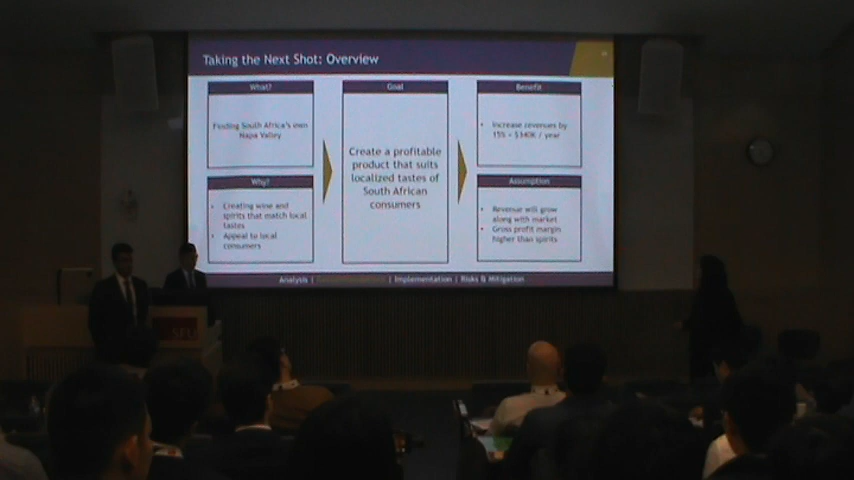 Taking the Next Shot: Overview
What?
Finding South Africa's own
Napa Valley
Why?
• Creating wine and
spirits that match local
tastes
• Appeal to local
consumers
Goal
Create a profitable
product that suits
localized tastes of
South African
consumers
Benefit
• Increase revenues by
15% - $340K / year
Assumption
• Revenue will grow
along with market
• Gross profit margin
higher than spirits
Analysis | | Implementation | Risks & Mitigation
SFU